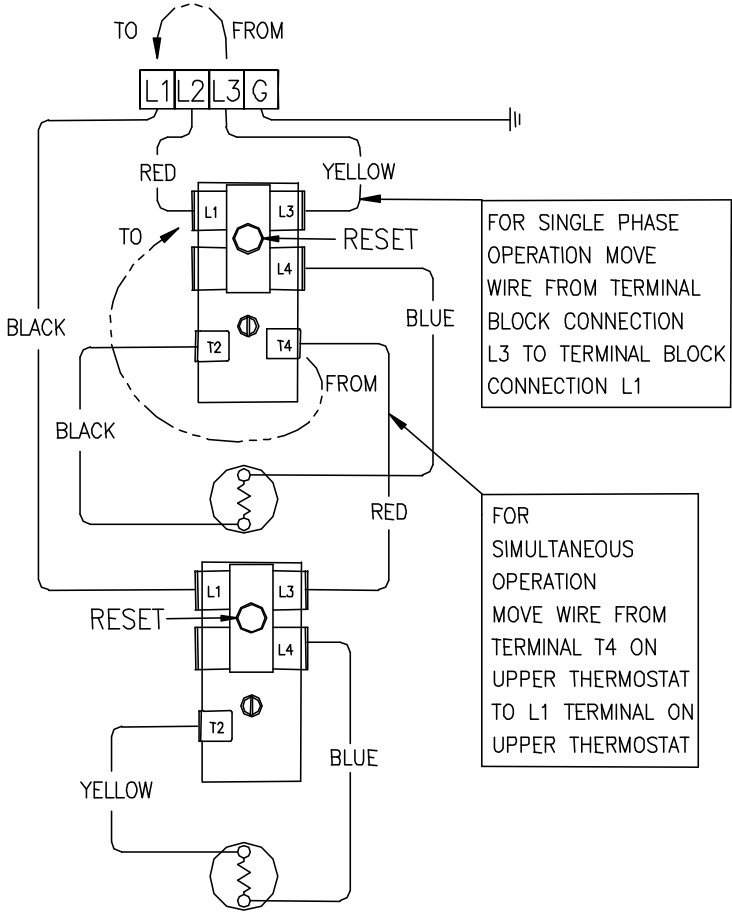 TO FROM
L1 L2 L3 G
RED YELLOW
L1 L3
TO
RESET
L4
FOR SINGLE PHASE
OPERATION MOVE
WIRE FROM TERMINAL
BLOCK CONNECTION
L3 TO TERMINAL BLOCK
CONNECTION L1
BLACK
BLUE
T2 T4
FROM
BLACK
RED
FOR
SIMULTANEOUS
OPERATION
MOVE WIRE FROM
TERMINAL T4 ON
UPPER THERMOSTAT
TO L1 TERMINAL ON
UPPER THERMOSTAT
L1 L3
RESET
L4
T2
BLUE
YELLOW